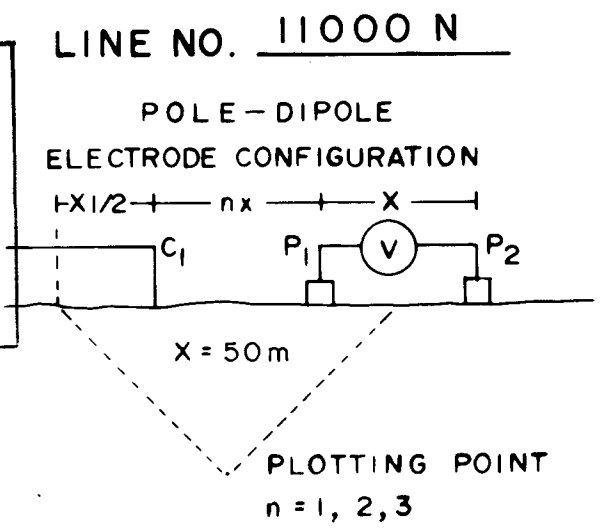 LINE NO. 11000 N
POLE-DIPOLE
ELECTRODE CONFIGURATION
X1/2 nx X
C1 P1 V P2
X = 50m
PLOTTING POINT
n = 1, 2, 3